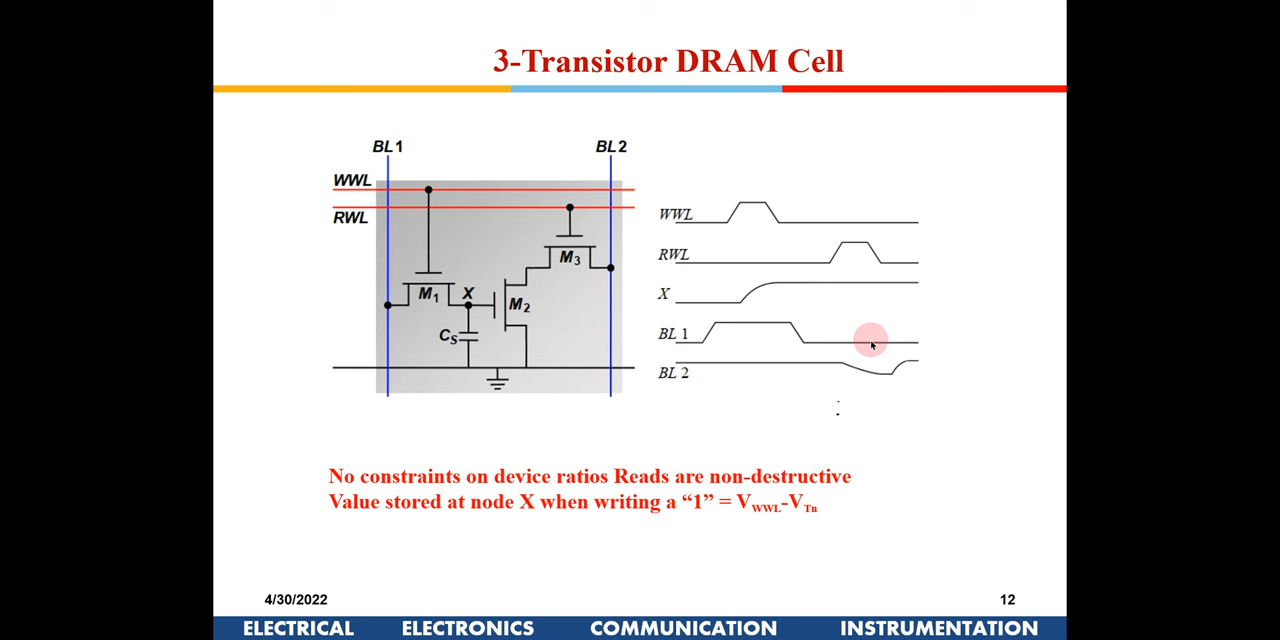 3-Transistor DRAM Cell
BL1
BL2
WWL
RWL
M3
M1
X
M2
CS
WWL
RWL
X
BL 1
BL 2
No constraints on device ratios Reads are non-destructive
Value stored at node X when writing a “1” = VWWL-VTn
4/30/2022
12
ELECTRICAL ELECTRONICS COMMUNICATION INSTRUMENTATION